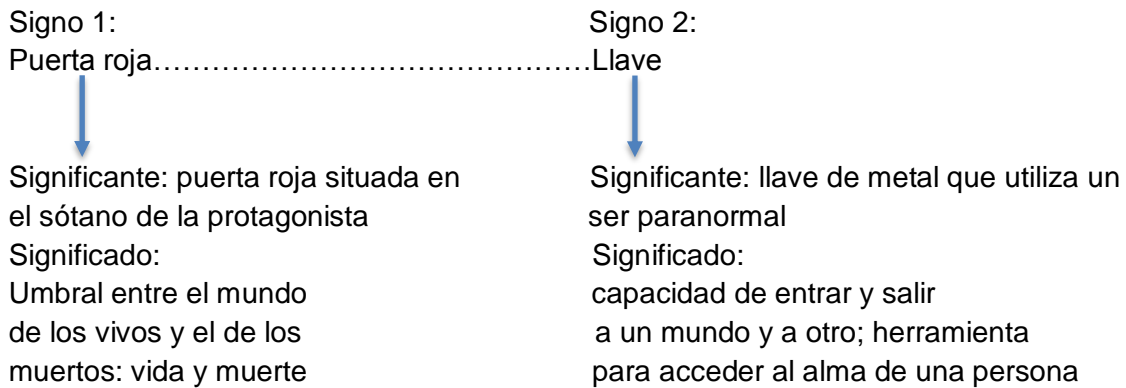 Signo 1: Signo 2:
Puerta roja………………………………………Llave
Significante: puerta roja situada en Significante: llave de metal que utiliza un
el sótano de la protagonista ser paranormal
Significado: Significado:
Umbral entre el mundo capacidad de entrar y salir
de los vivos y el de los a un mundo y a otro; herramienta
muertos: vida y muerte para acceder al alma de una persona